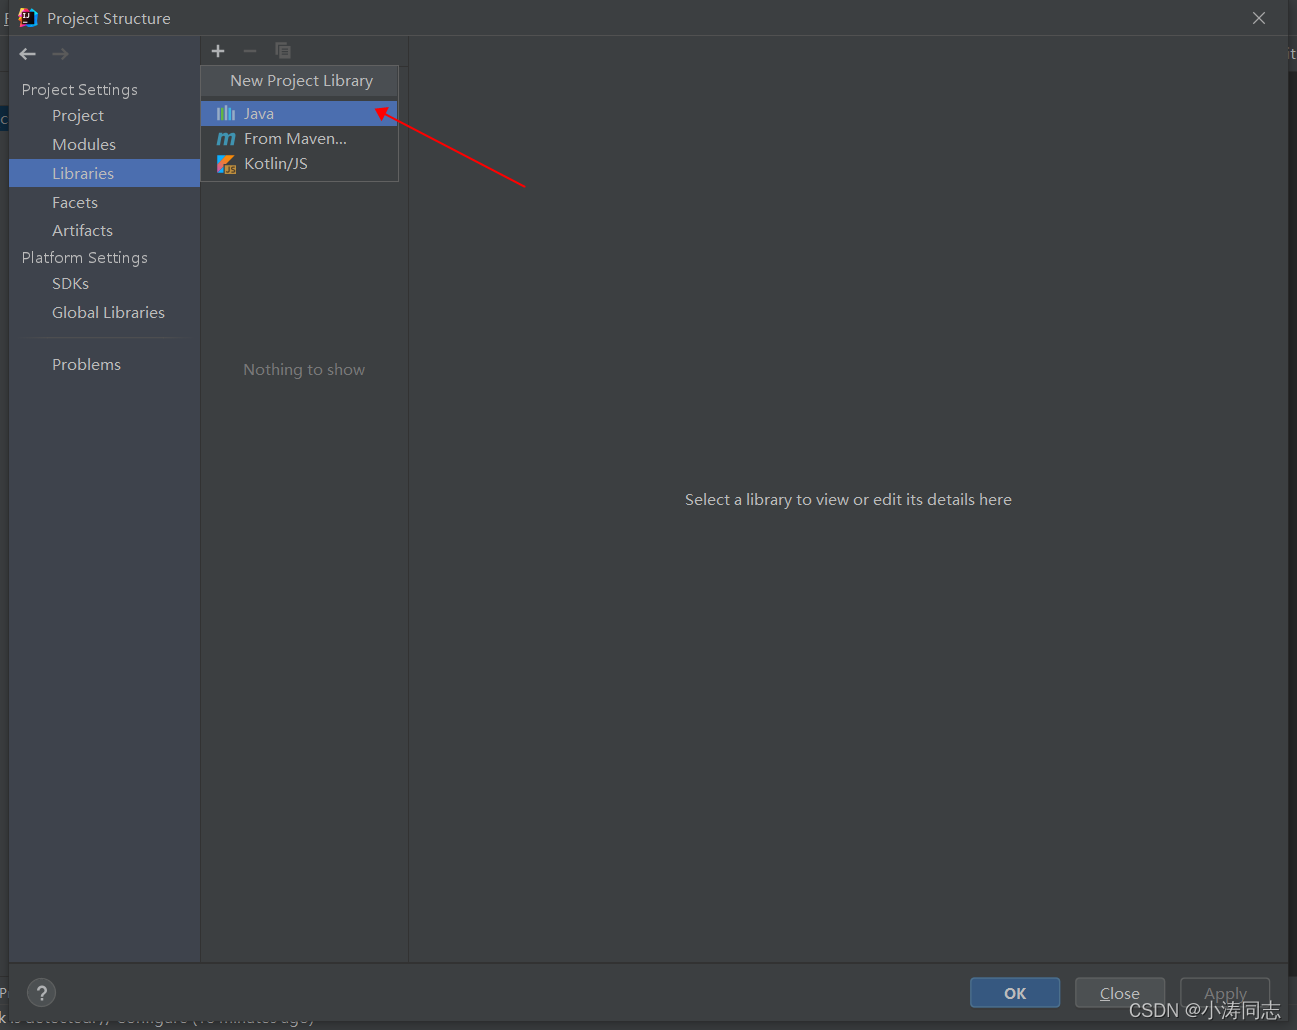 Project Structure
Project Settings
Project
Modules
Libraries
Facets
Artifacts
Platform Settings
SDKs
Global Libraries
Problems
New Project Library
Java
From Maven...
Kotlin/JS
Nothing to show
Select a library to view or edit its details here
?
OK
Close
Apply
CSDN @小涛同志